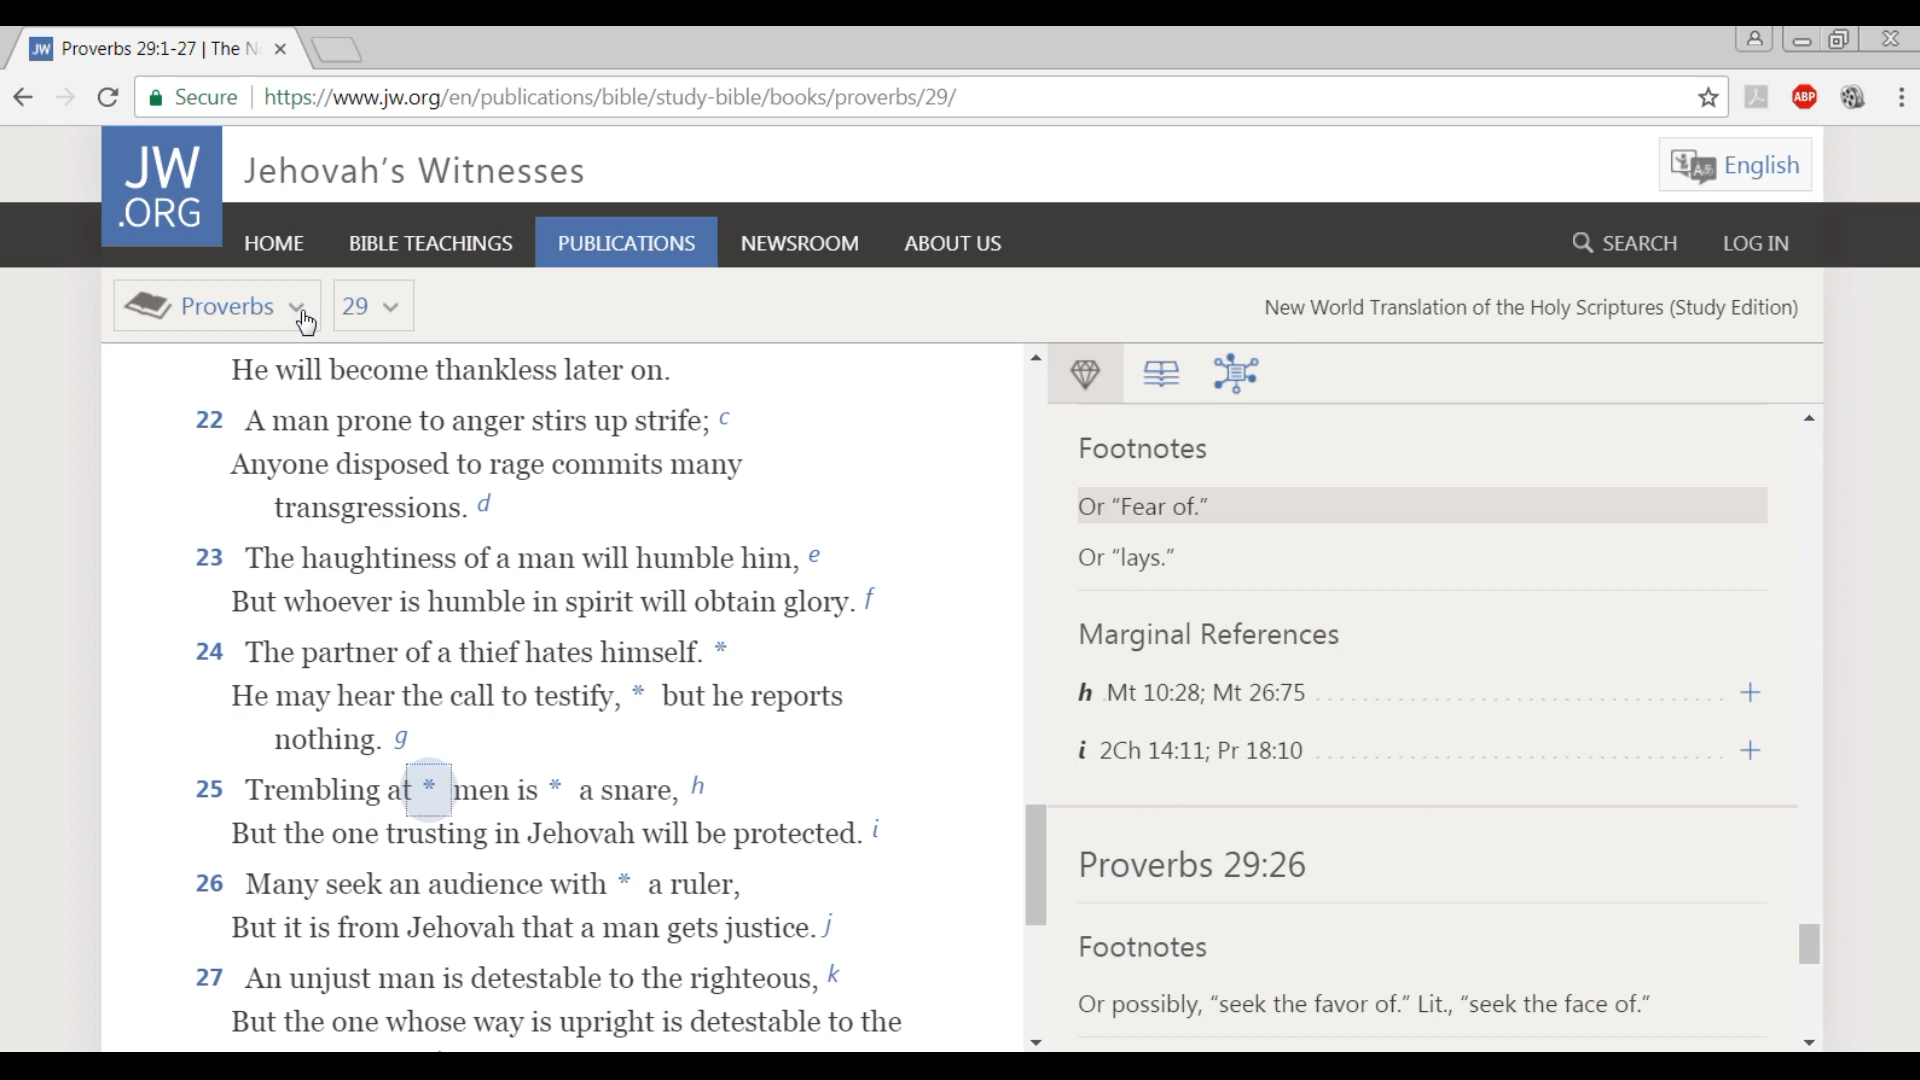 JW Proverbs 29:1-27 | The N
Secure https://www.jw.org/en/publications/bible/study-bible/books/proverbs/29/
ABP
JW
.ORG
Jehovah's Witnesses
English
HOME BIBLE TEACHINGS PUBLICATIONS NEWSROOM ABOUT US SEARCH LOG IN
Proverbs 29
New World Translation of the Holy Scriptures (Study Edition)
He will become thankless later on.
22 A man prone to anger stirs up strife; c
Anyone disposed to rage commits many
transgressions. d
23 The haughtiness of a man will humble him, e
But whoever is humble in spirit will obtain glory. f
24 The partner of a thief hates himself. *
He may hear the call to testify, * but he reports
nothing. g
25 Trembling at * men is * a snare, h
But the one trusting in Jehovah will be protected. i
26 Many seek an audience with * a ruler,
But it is from Jehovah that a man gets justice. j
27 An unjust man is detestable to the righteous, k
But the one whose way is upright is detestable to the
Footnotes
Or “Fear of.”
Or “lays.”
Marginal References
h Mt 10:28; Mt 26:75
i 2Ch 14:11; Pr 18:10
Proverbs 29:26
Footnotes
Or possibly, “seek the favor of.” Lit., “seek the face of.”